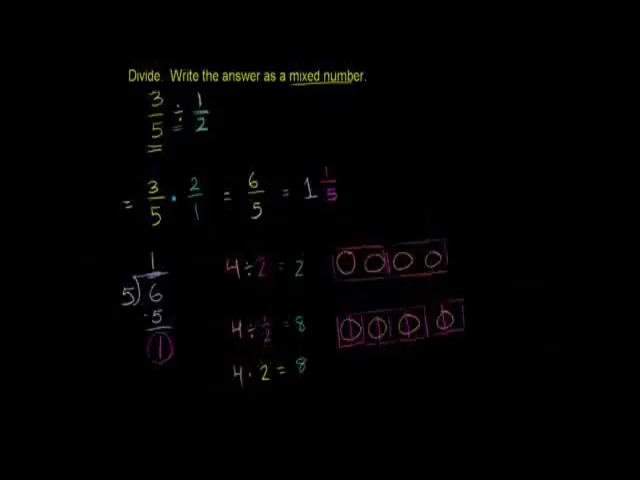 Divide. Write the answer as a mixed number.
3/5 ÷ 1/2
= 3/5 · 2/1 = 6/5 = 1 1/5
1
5)6
-5
1
4 ÷ 2 = 2
4 ÷ 1/2 = 8
4 · 2 = 8